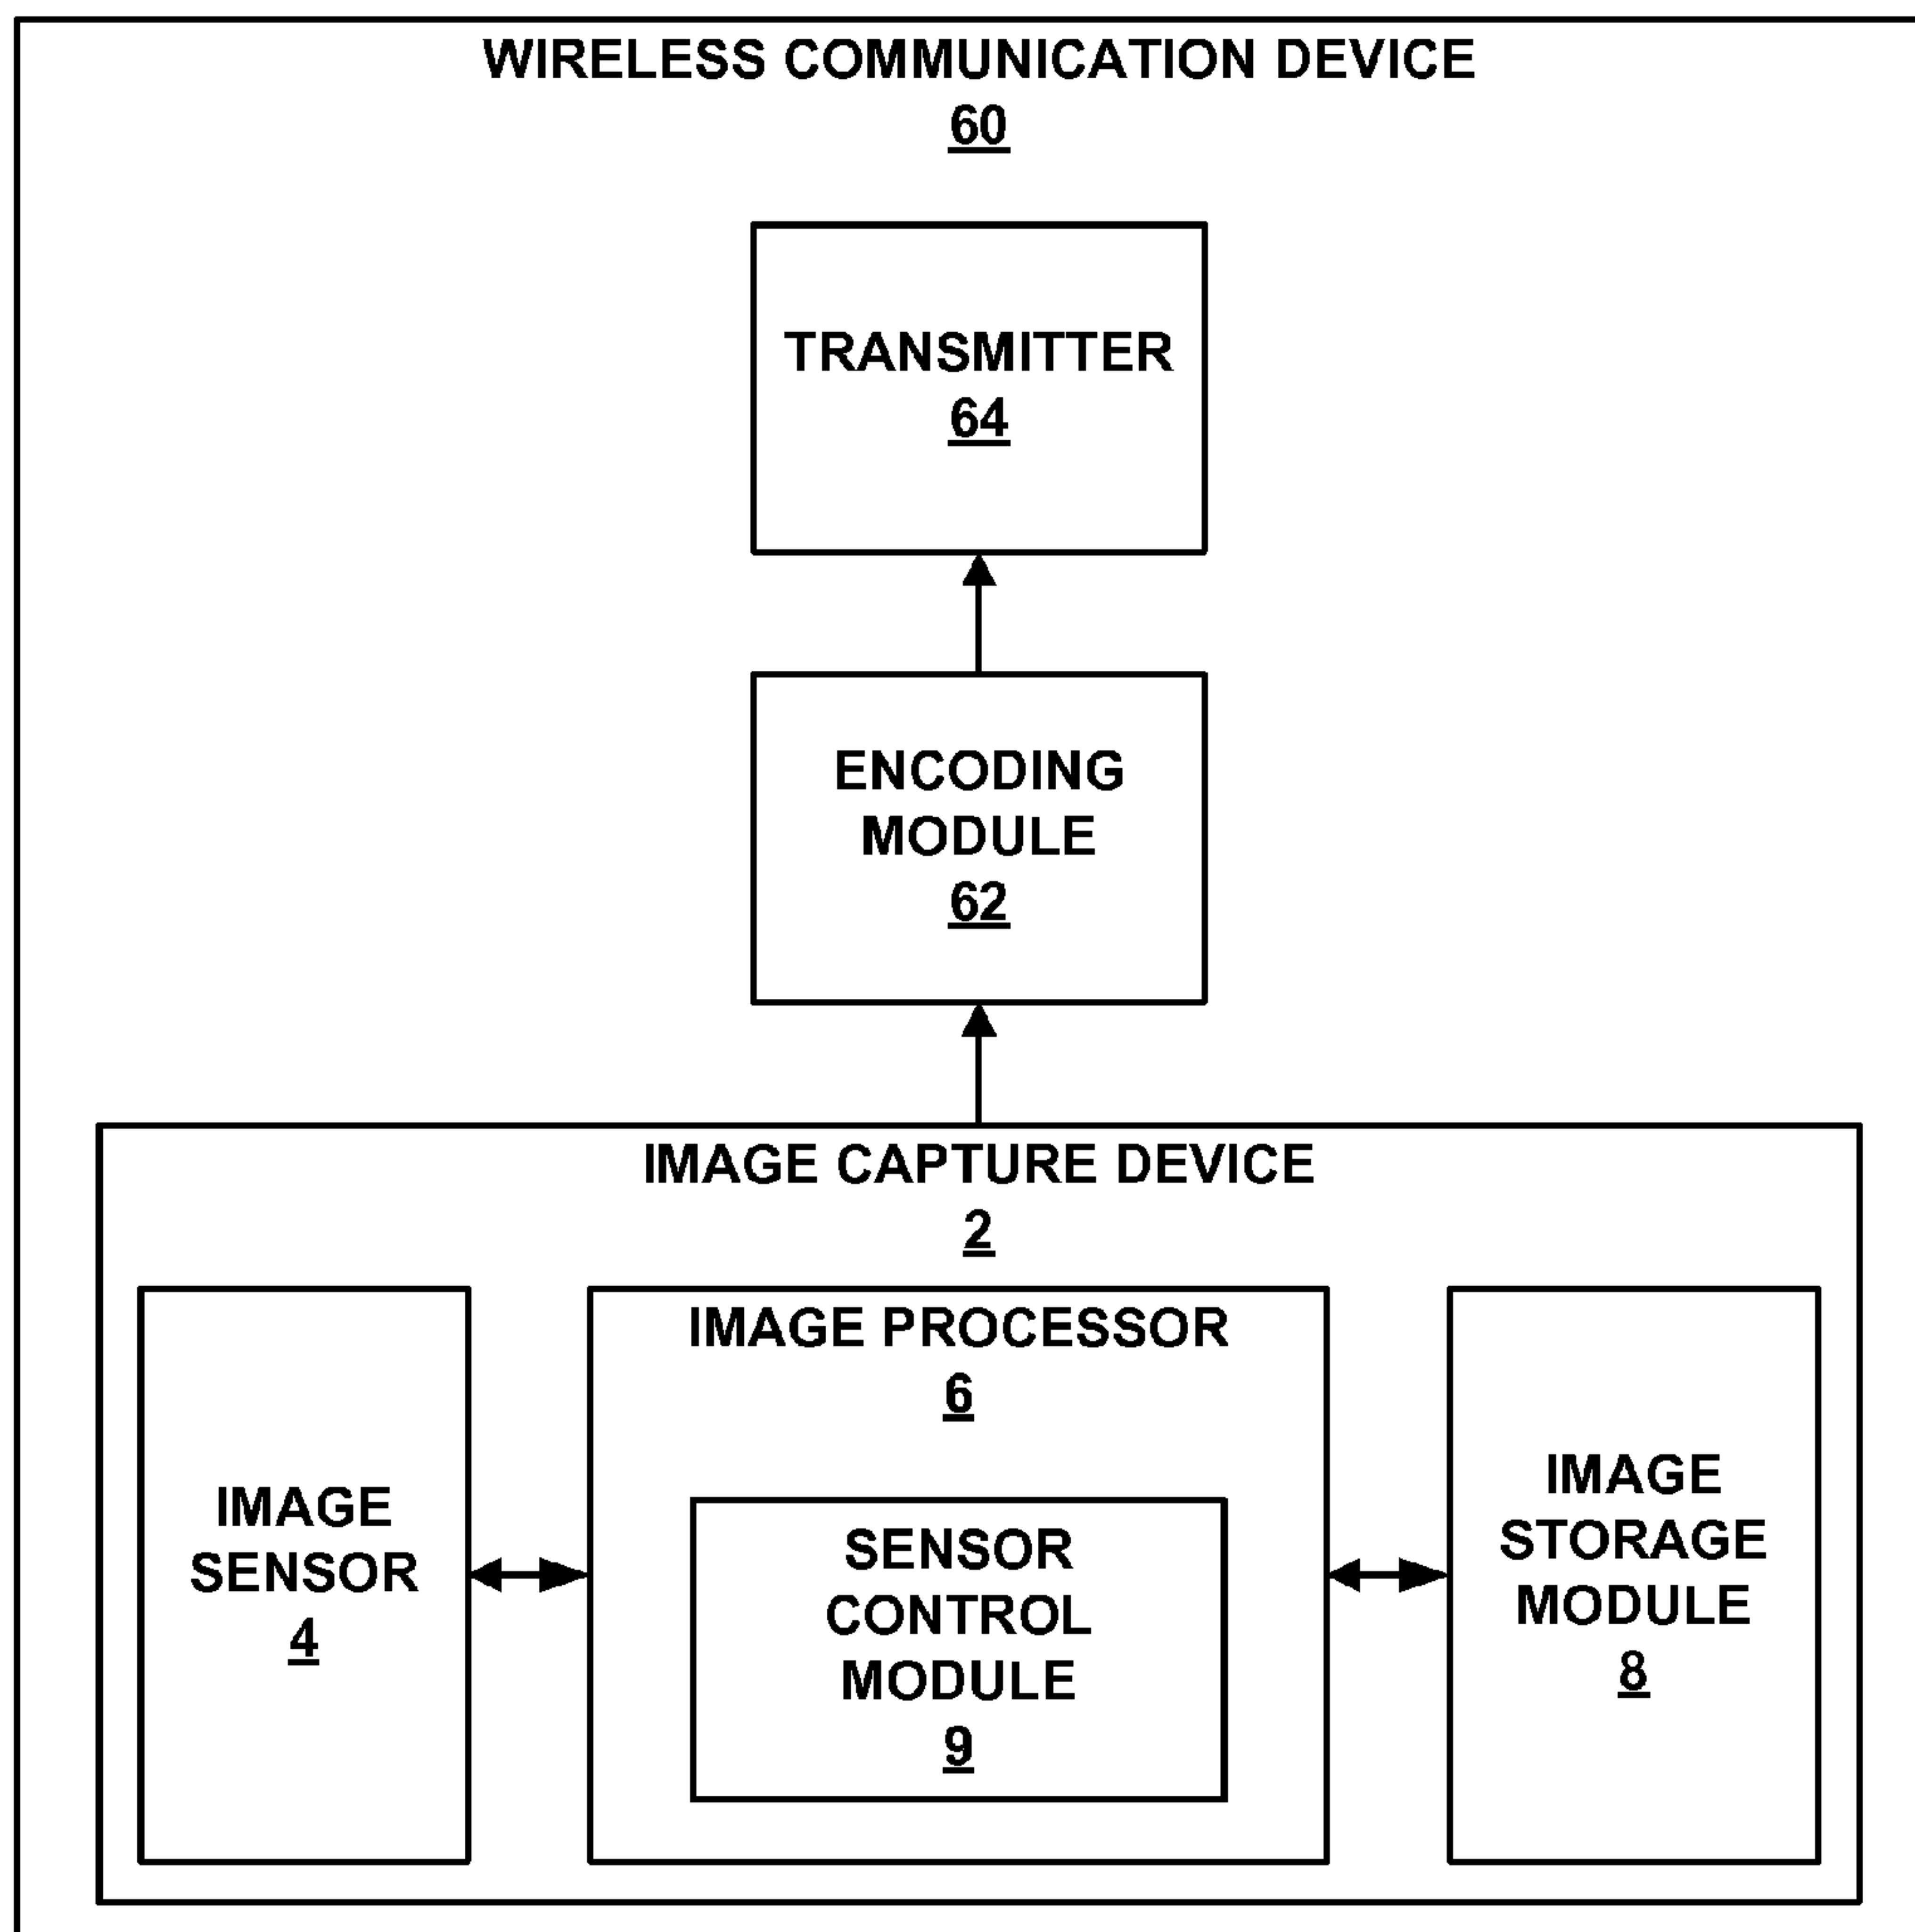 WIRELESS COMMUNICATION DEVICE
60
TRANSMITTER
64
ENCODING
MODULE
62
IMAGE CAPTURE DEVICE
2
IMAGE
SENSOR
4
IMAGE PROCESSOR
6
SENSOR
CONTROL
MODULE
9
IMAGE
STORAGE
MODULE
8